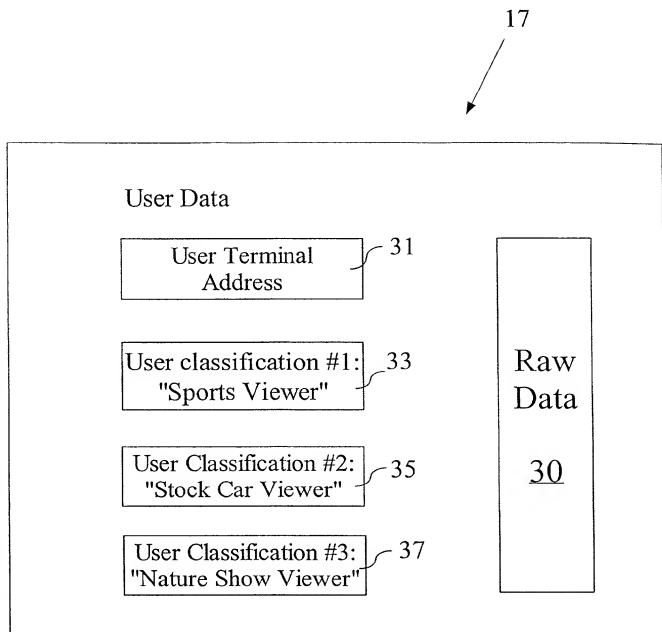 17
User Data
User Terminal
Address
31
User classification #1:
"Sports Viewer"
33
User Classification #2:
"Stock Car Viewer"
35
User Classification #3:
"Nature Show Viewer"
37
Raw
Data
30